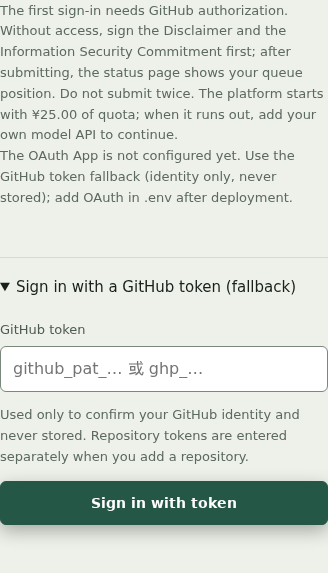 The first sign-in needs GitHub authorization.
Without access, sign the Disclaimer and the
Information Security Commitment first; after
submitting, the status page shows your queue
position. Do not submit twice. The platform starts
with ¥25.00 of quota; when it runs out, add your
own model API to continue.
The OAuth App is not configured yet. Use the
GitHub token fallback (identity only, never
stored); add OAuth in .env after deployment.
▼ Sign in with a GitHub token (fallback)
GitHub token
github_pat_… 或 ghp_…
Used only to confirm your GitHub identity and
never stored. Repository tokens are entered
separately when you add a repository.
Sign in with token